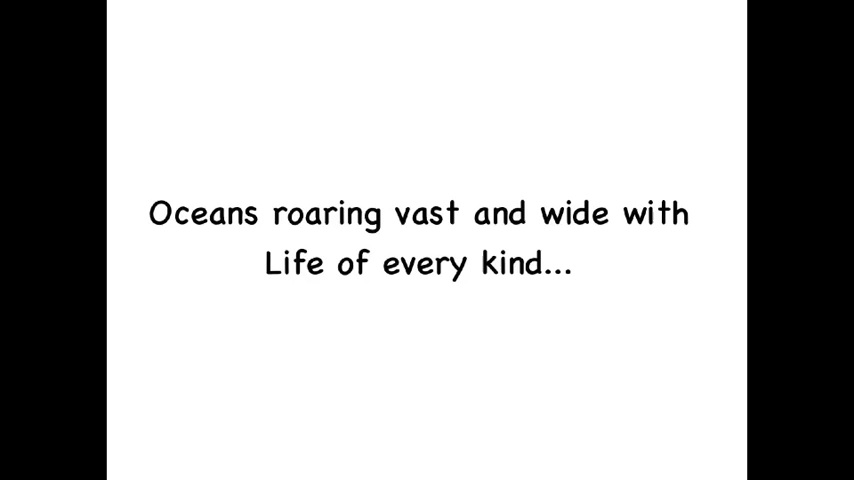 Oceans roaring vast and wide with
Life of every kind...